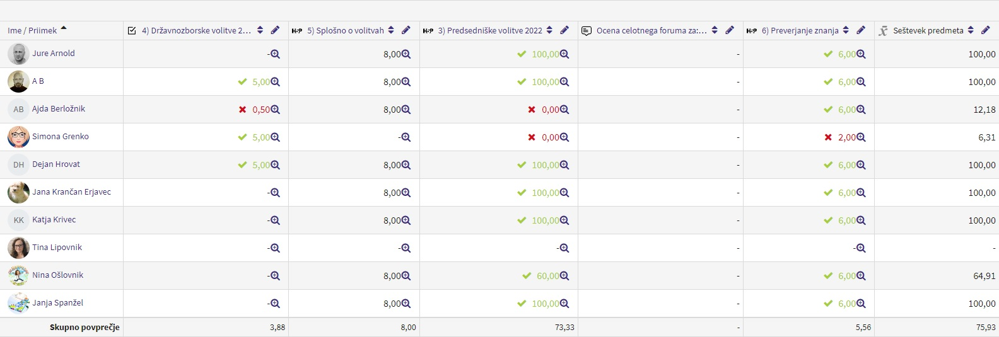 Ime / Priimek 4) Državnozborske volitve 2... H-P 5) Splošno o volitvah H-P 3) Predsedniške volitve 2022 Ocena celotnega foruma za:... H-P 6) Preverjanje znanja x̄ Seštevek predmeta
Jure Arnold - 8,00 100,00 - 6,00 100,00
A B 5,00 8,00 100,00 - 6,00 100,00
AB Ajda Berložnik 0,50 8,00 0,00 - 6,00 12,18
Simona Grenko 5,00 - 0,00 - 2,00 6,31
DH Dejan Hrovat 5,00 8,00 100,00 - 6,00 100,00
Jana Krančan Erjavec - 8,00 100,00 - 6,00 100,00
KK Katja Krivec - 8,00 100,00 - 6,00 100,00
Tina Lipovnik - - - - - -
Nina Ošlovnik - 8,00 60,00 - 6,00 64,91
Janja Spanžel - 8,00 100,00 - 6,00 100,00
Skupno povprečje 3,88 8,00 73,33 - 5,56 75,93